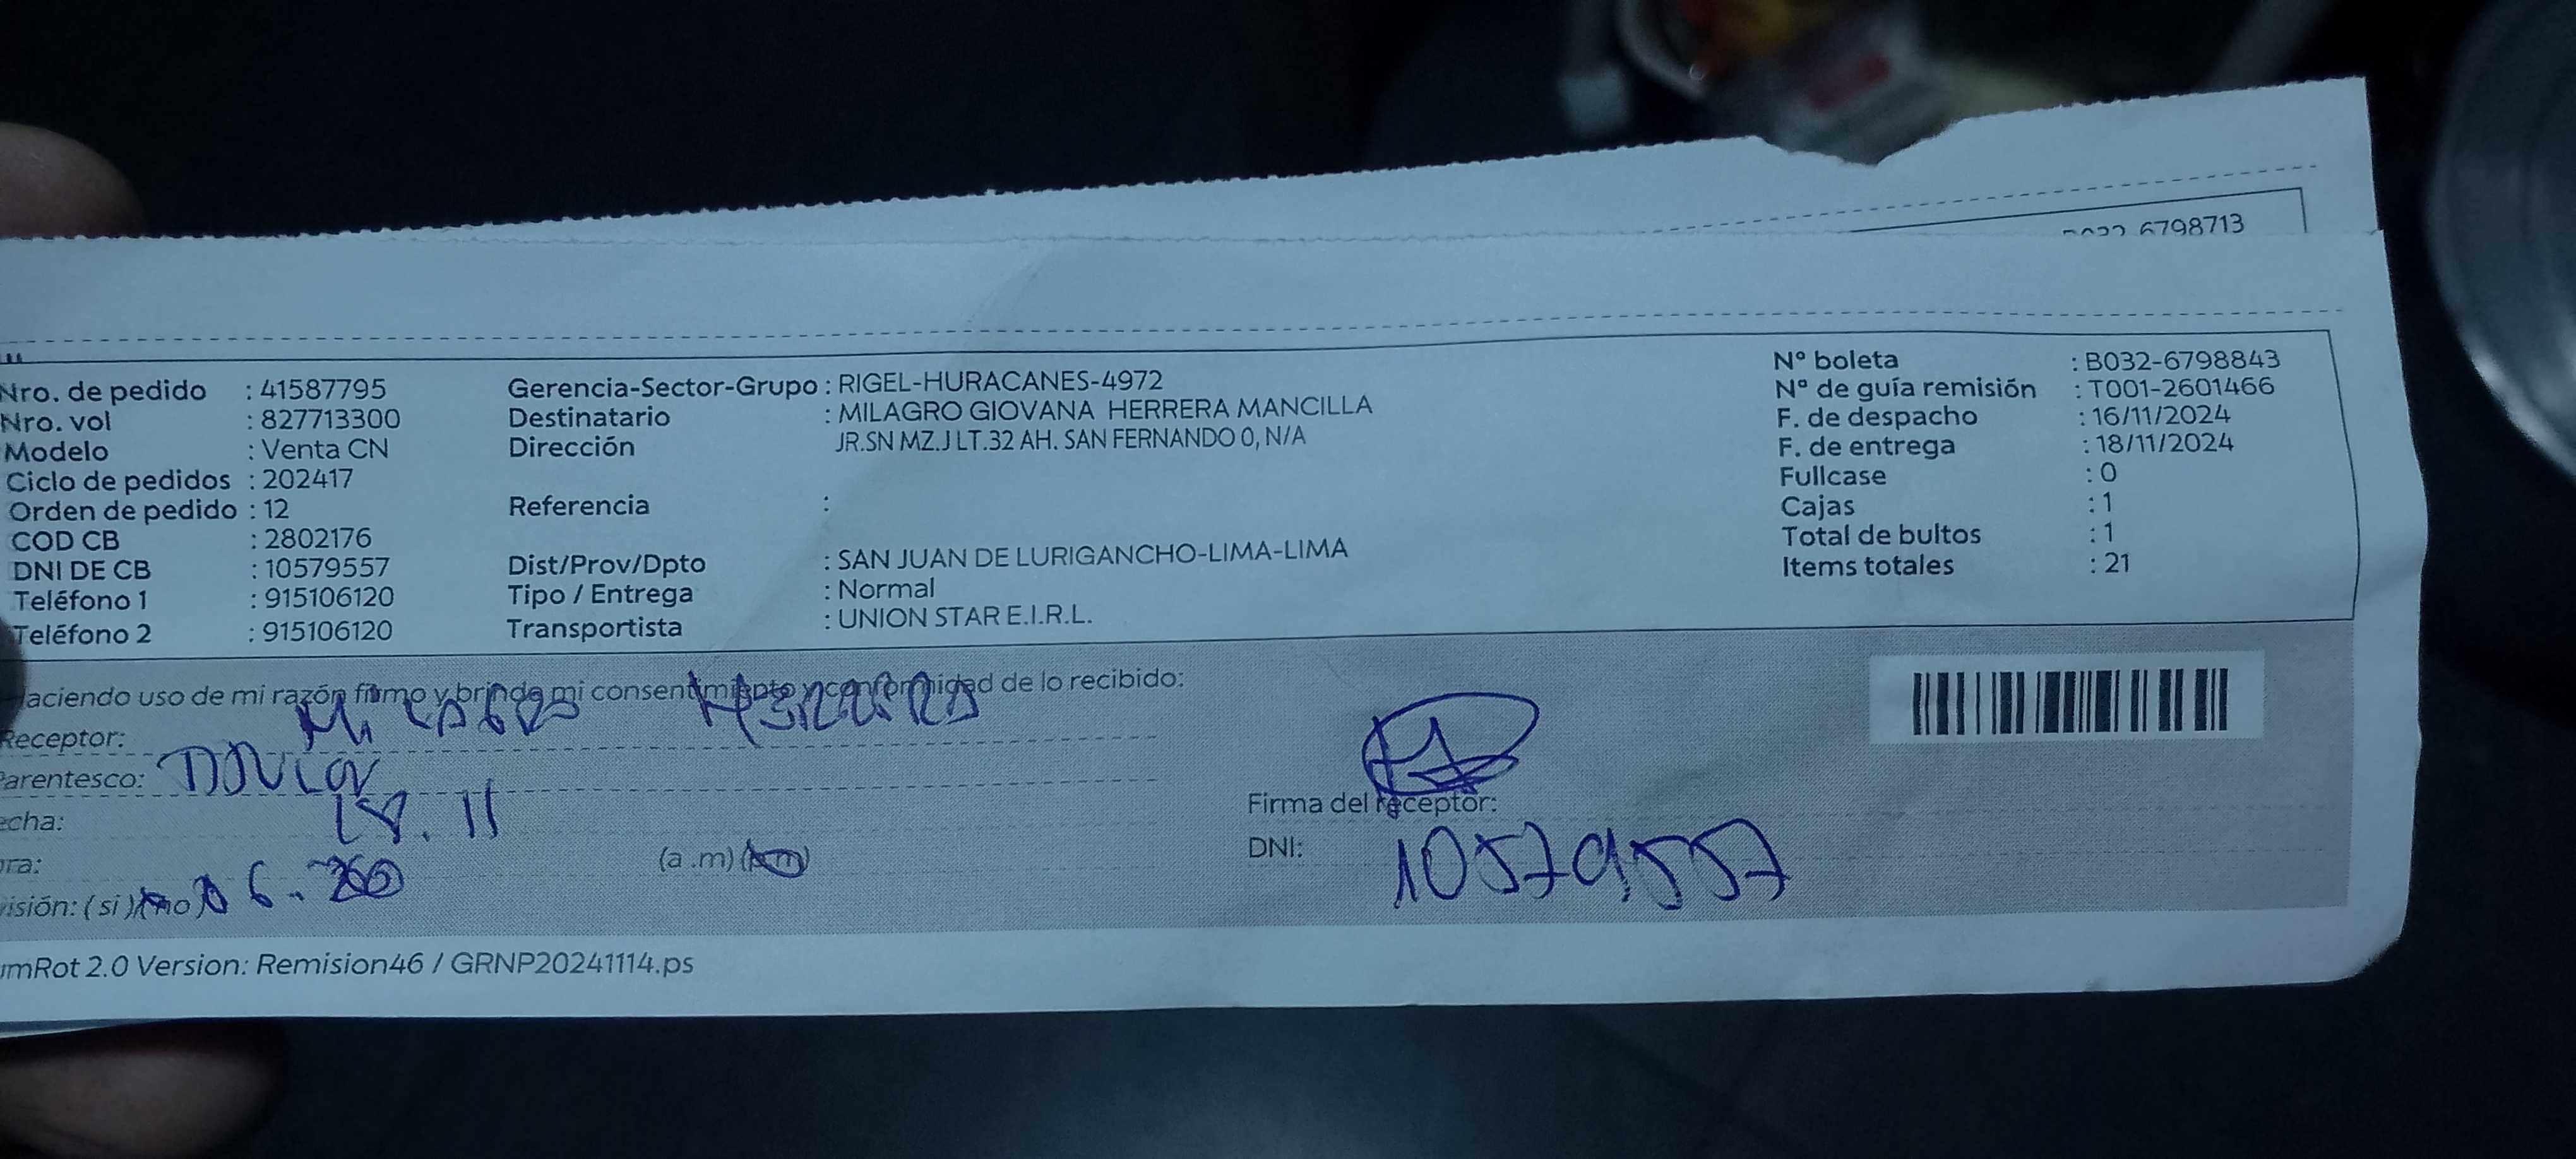 6798713
Nro. de pedido : 41587795
Nro. vol : 827713300
Modelo : Venta CN
Ciclo de pedidos : 202417
Orden de pedido : 12
COD CB : 2802176
DNI DE CB : 10579557
Teléfono 1 : 915106120
Teléfono 2 : 915106120
Gerencia-Sector-Grupo : RIGEL-HURACANES-4972
Destinatario : MILAGRO GIOVANA HERRERA MANCILLA
Dirección JR.SN MZ.J LT.32 AH. SAN FERNANDO 0, N/A
Referencia :
Dist/Prov/Dpto : SAN JUAN DE LURIGANCHO-LIMA-LIMA
Tipo / Entrega : Normal
Transportista : UNION STAR E.I.R.L.
Nº boleta : B032-6798843
Nº de guía remisión : T001-2601466
F. de despacho : 16/11/2024
F. de entrega : 18/11/2024
Fullcase : 0
Cajas : 1
Total de bultos : 1
Items totales : 21
aciendo uso de mi razón firmo y brindo mi consentimiento y conformidad de lo recibido:
Receptor:
arentesco:
echa: 18.11
ora: (a .m)
isión: ( si ) ( no ) 6.
Firma del receptor:
DNI: 10579557
umRot 2.0 Version: Remision46 / GRNP20241114.ps